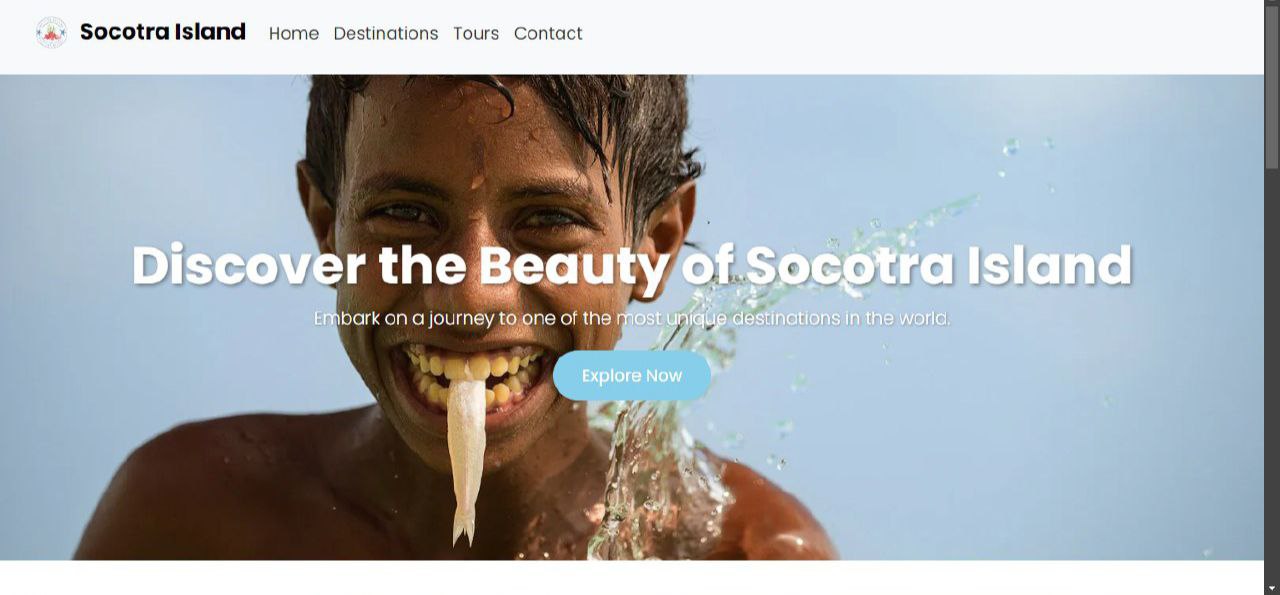 Socotra Island
Home Destinations Tours Contact
Discover the Beauty of Socotra Island
Embark on a journey to one of the most unique destinations in the world.
Explore Now